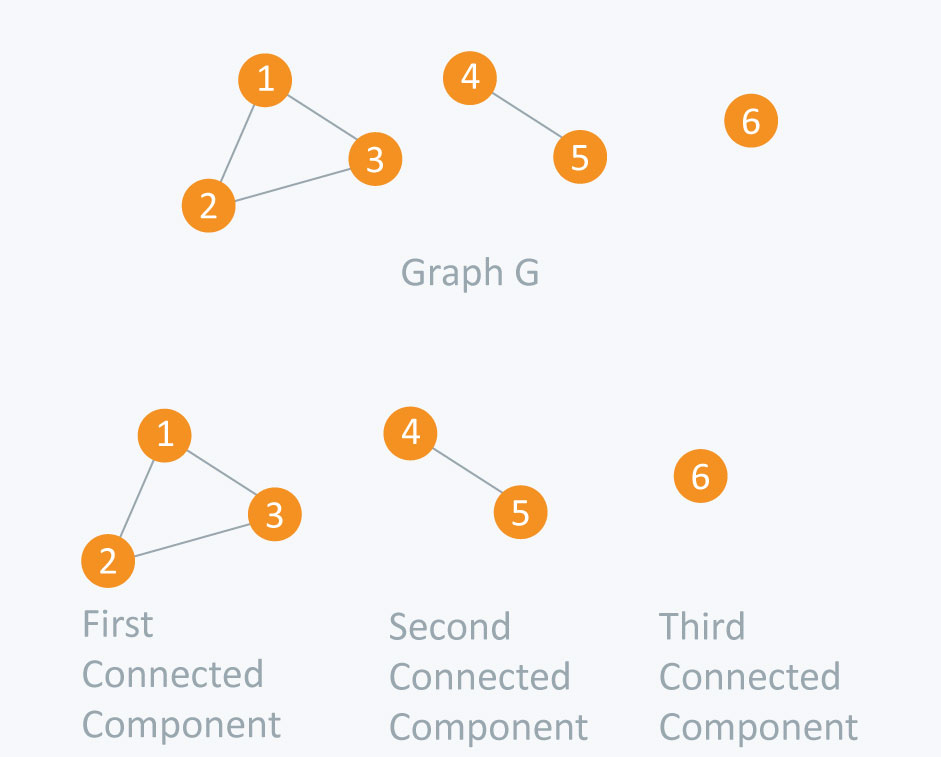 1
4
6
3
5
2
Graph G
1
4
6
3
5
2
First
Connected
Component
Second
Connected
Component
Third
Connected
Component